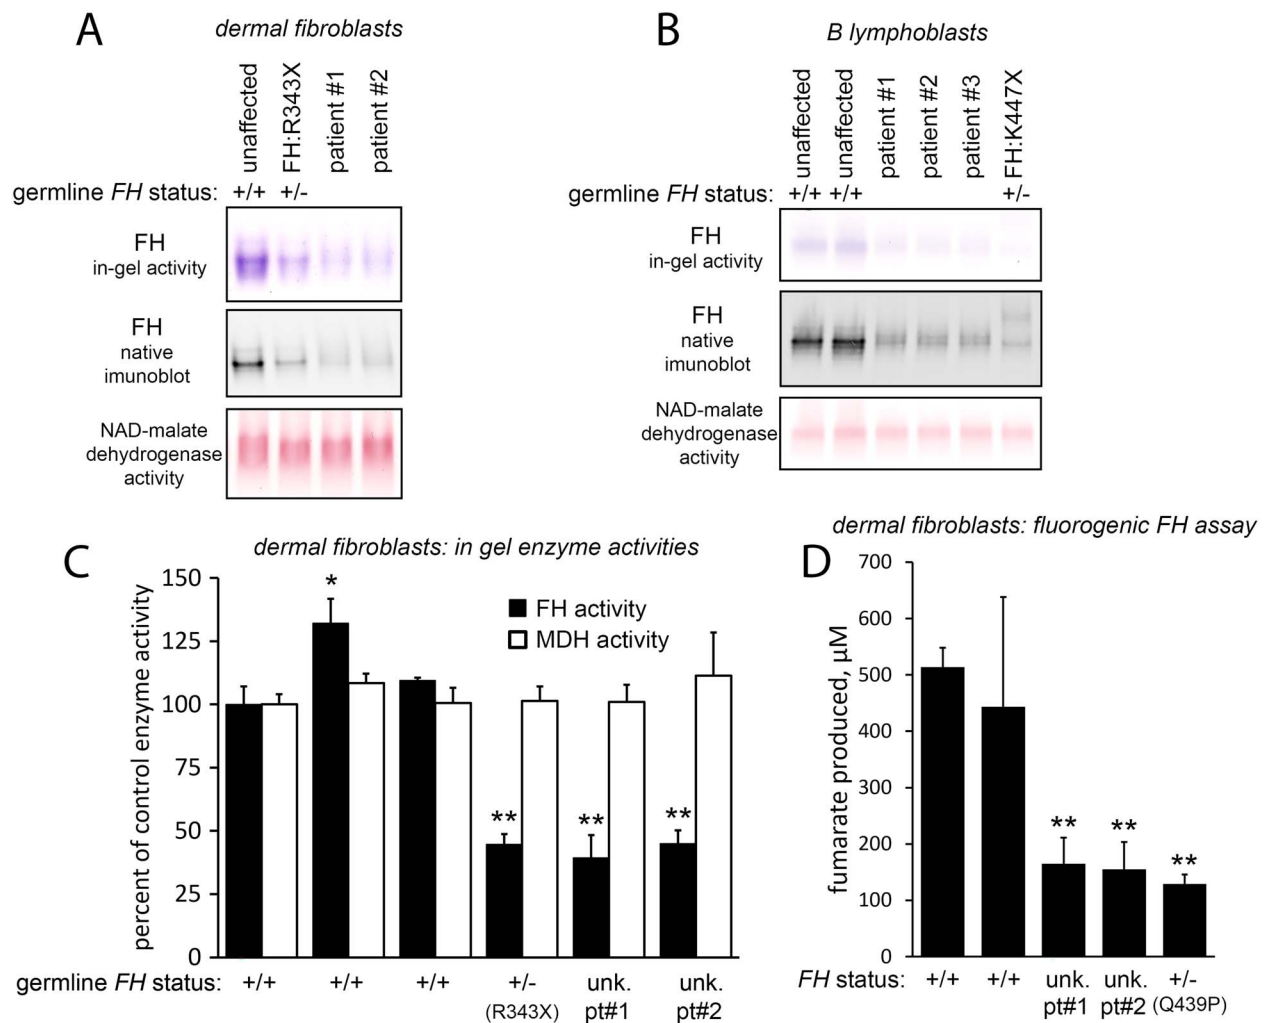 A
dermal fibroblasts
unaffected
FH:R343X
patient #1
patient #2
germline FH status: +/+ +/-
FH
in-gel activity
FH
native
imunoblot
NAD-malate
dehydrogenase
activity
B
B lymphoblasts
unaffected
unaffected
patient #1
patient #2
patient #3
FH:K447X
germline FH status: +/+ +/+ +/-
FH
in-gel activity
FH
native
imunoblot
NAD-malate
dehydrogenase
activity
C
dermal fibroblasts: in gel enzyme activities
percent of control enzyme activity
150
125
100
75
50
25
0
*
**
**
**
FH activity
MDH activity
germline FH status: +/+ +/+ +/+ +/- unk. unk.
(R343X) pt#1 pt#2
D
dermal fibroblasts: fluorogenic FH assay
fumarate produced, µM
700
600
500
400
300
200
100
0
**
**
**
FH status: +/+ +/+ unk. unk. +/-
pt#1 pt#2 (Q439P)